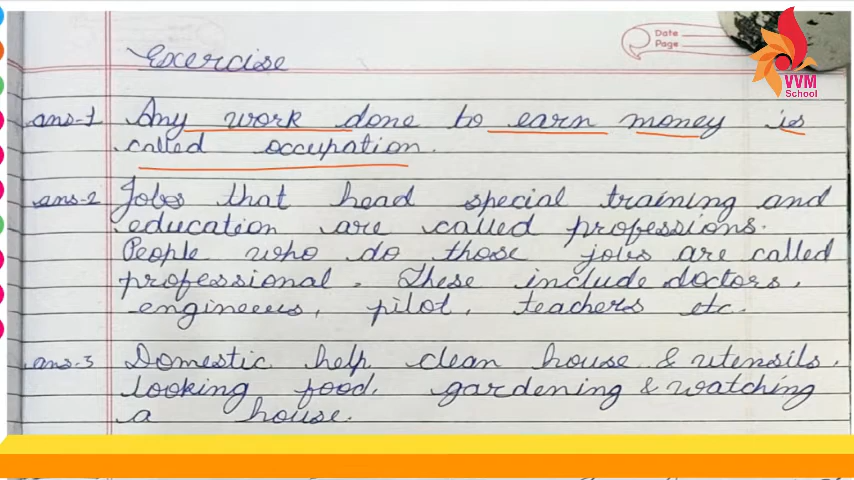 Date
Page
VVM
School
Exercise
ans-1 Any work done to earn money is
called occupation.
ans-2 Jobs that head special training and
education are called professions.
People who do those jobs are called
professional. These include doctors,
engineeus, pilot, teachers etc.
ans-3 Domestic help clean house & utensils.
looking food, gardening & watching
a house.